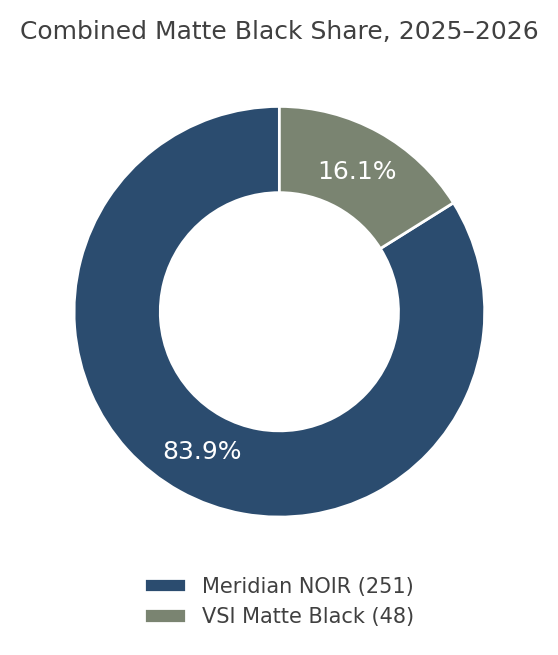 Combined Matte Black Share, 2025–2026
16.1%
83.9%
Meridian NOIR (251)
VSI Matte Black (48)